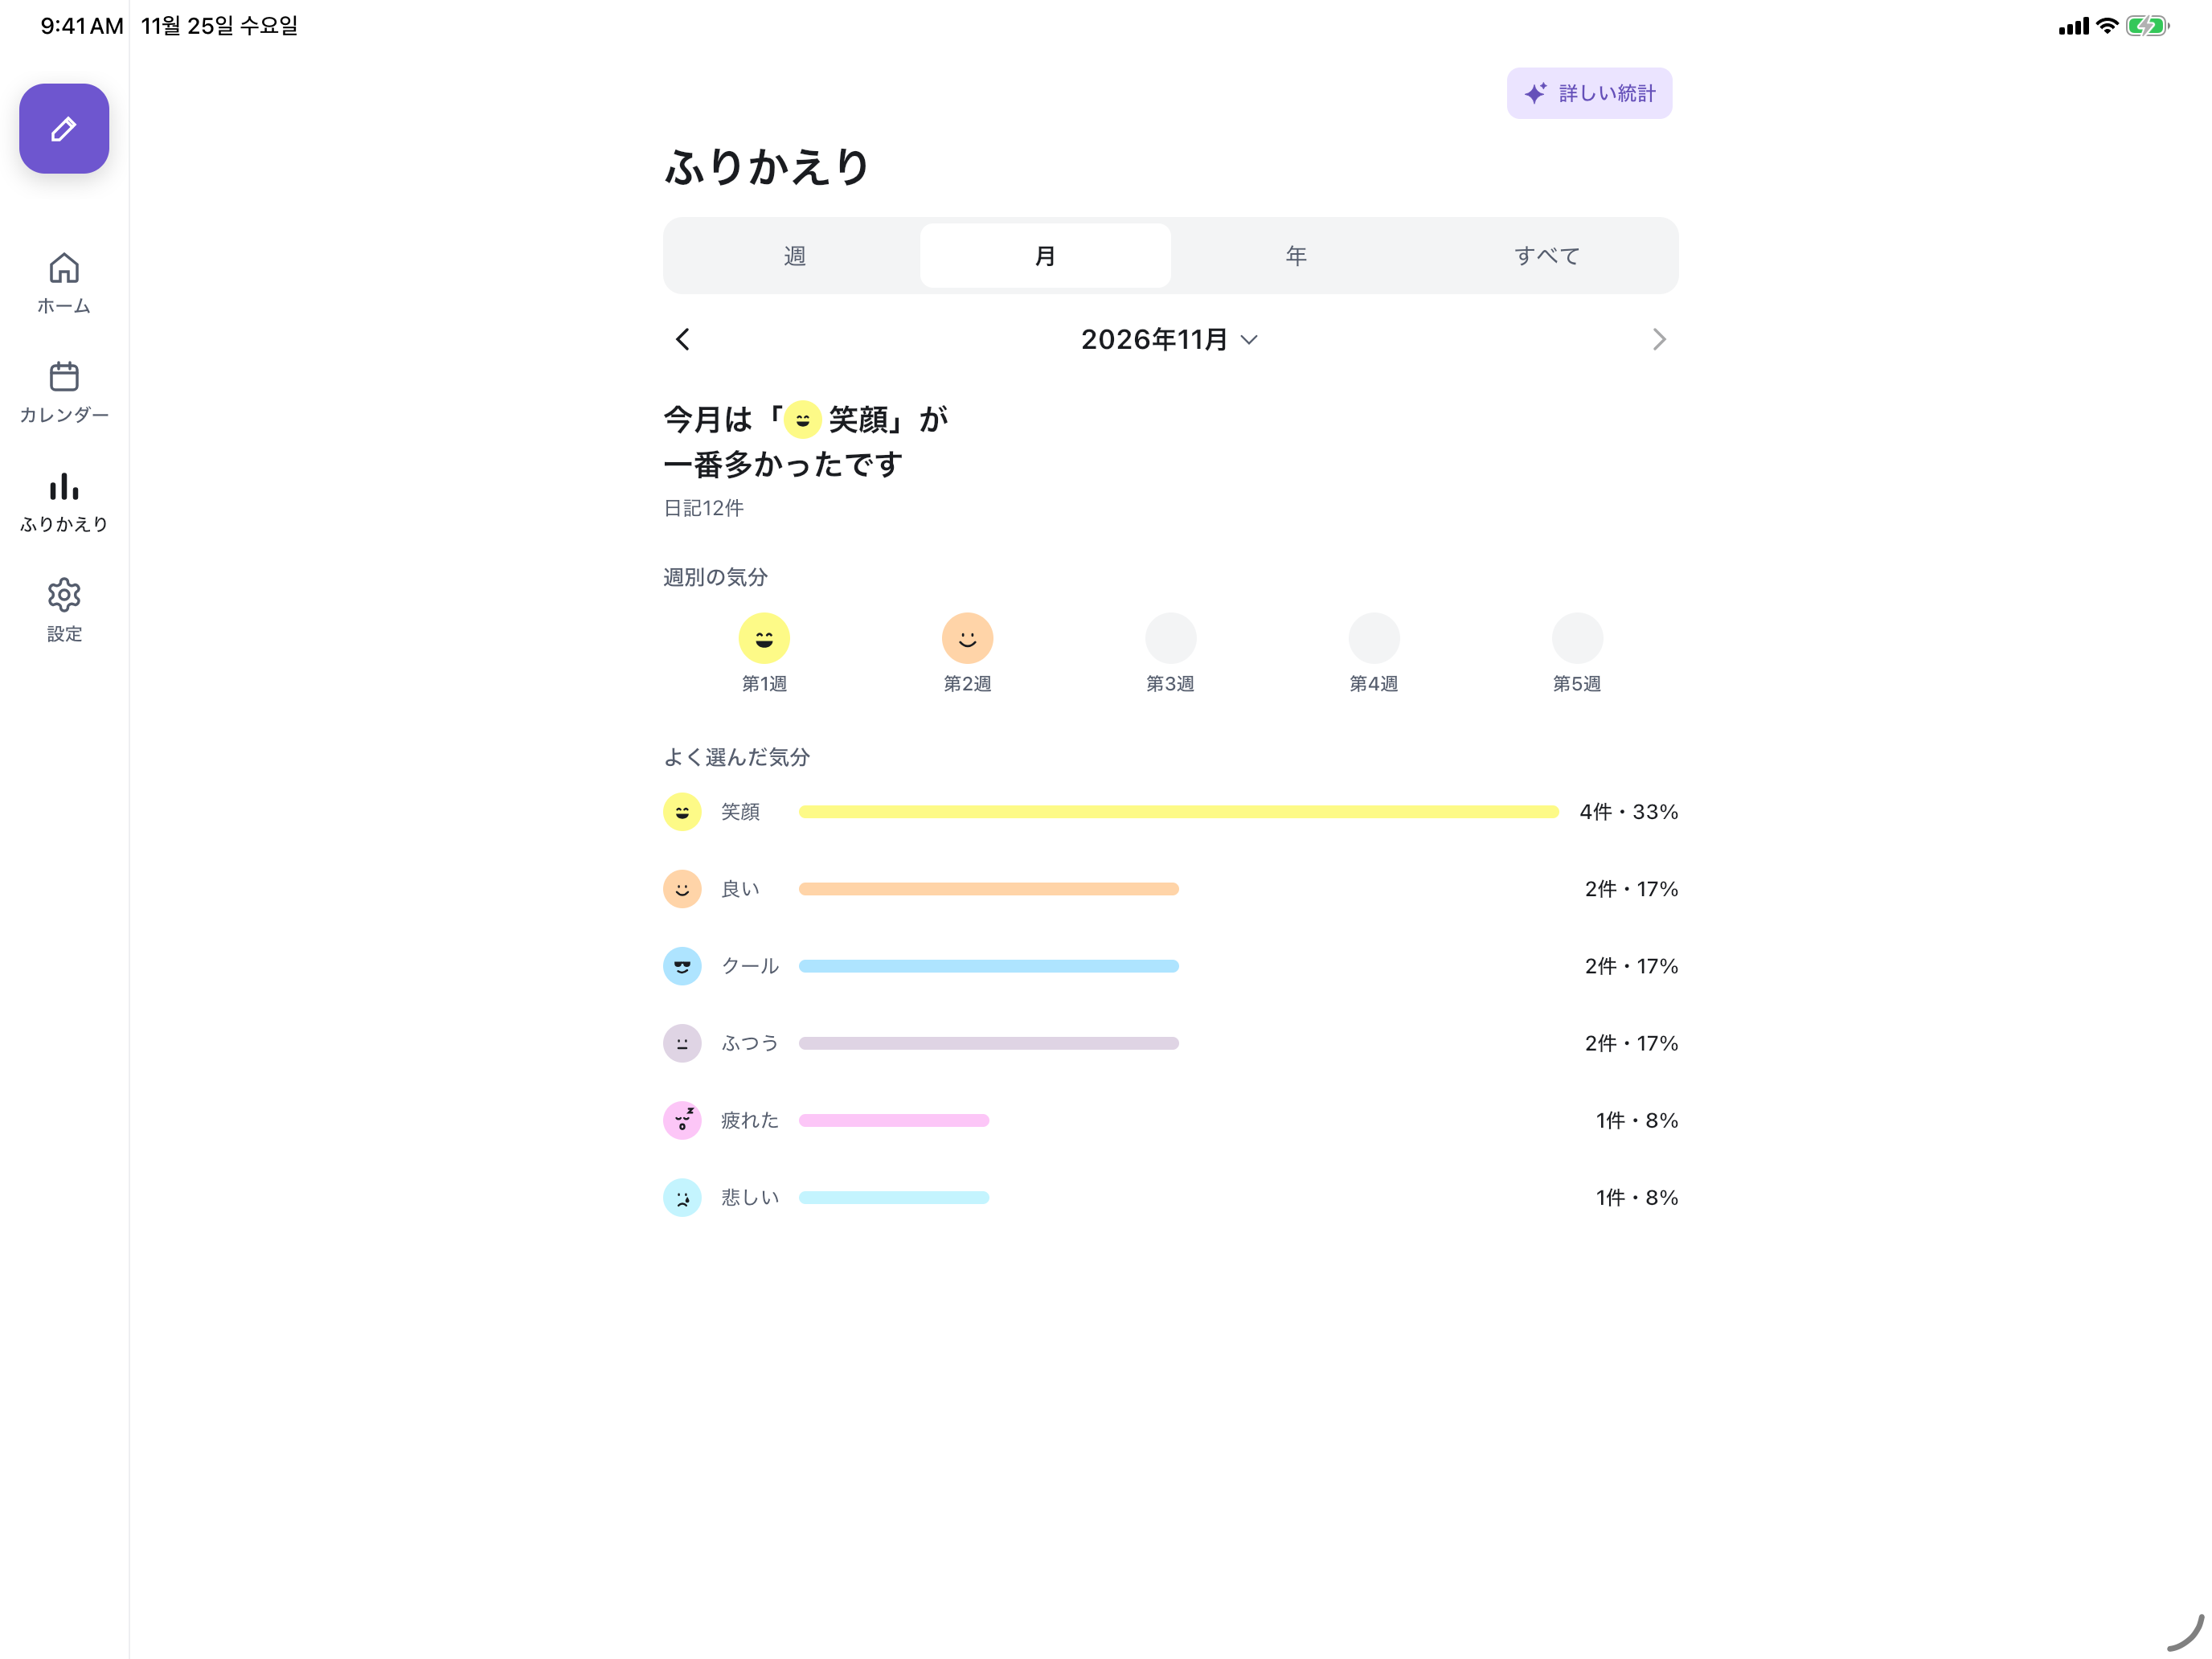 9:41 AM 11월 25일 수요일
詳しい統計
ふりかえり
週 月 年 すべて
2026年11月
今月は「笑顔」が
一番多かったです
日記12件
週別の気分
第1週 第2週 第3週 第4週 第5週
よく選んだ気分
笑顔 4件・33%
良い 2件・17%
クール 2件・17%
ふつう 2件・17%
疲れた 1件・8%
悲しい 1件・8%
ホーム
カレンダー
ふりかえり
設定